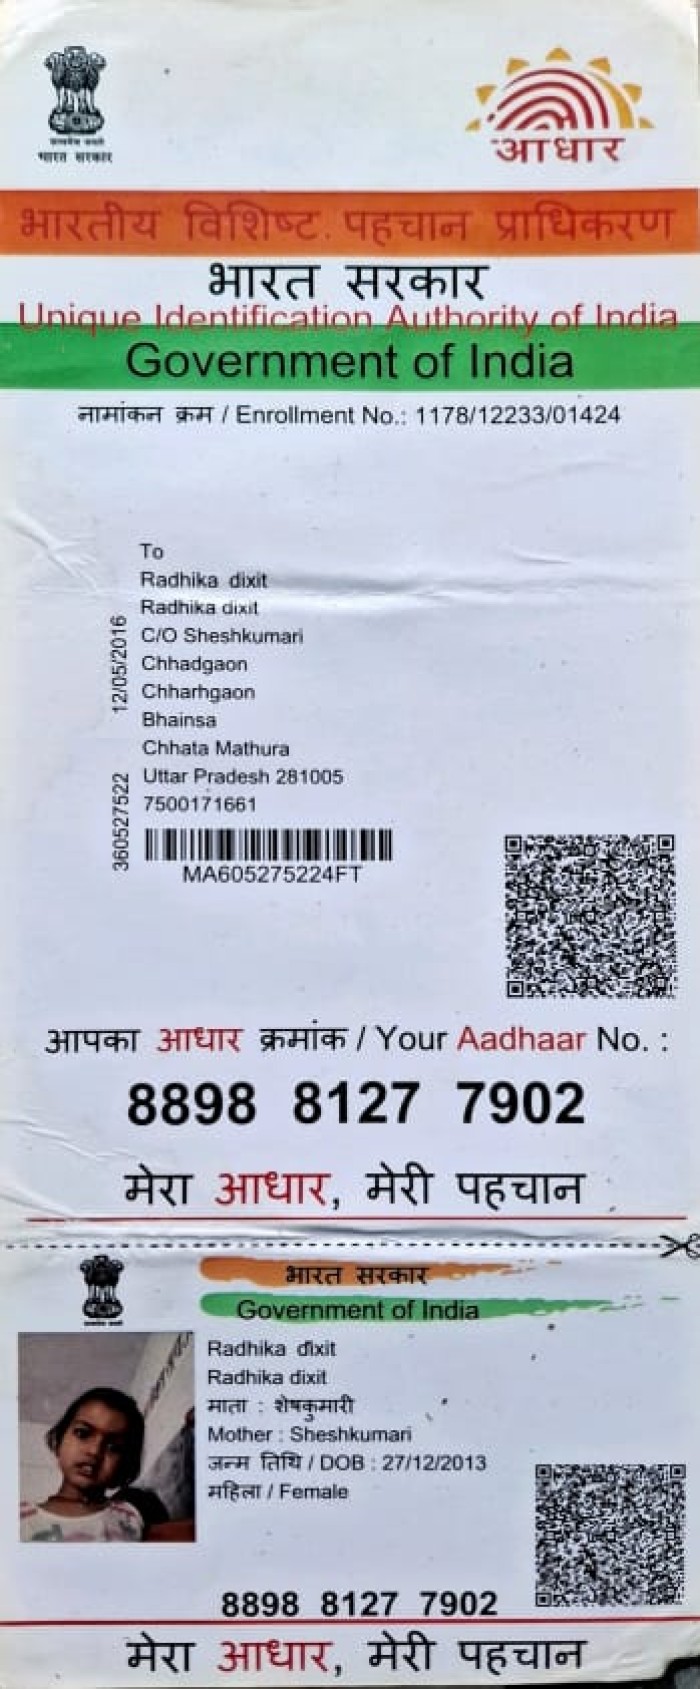 भारत सरकार
आधार
भारतीय विशिष्ट पहचान प्राधिकरण
भारत सरकार
Unique Identification Authority of India
Government of India
नामांकन क्रम / Enrollment No.: 1178/12233/01424
To
Radhika dixit
Radhika dixit
C/O Sheshkumari
Chhadgaon
Chharhgaon
Bhainsa
Chhata Mathura
Uttar Pradesh 281005
7500171661
360527522 12/05/2016
MA605275224FT
आपका आधार क्रमांक / Your Aadhaar No. :
8898 8127 7902
मेरा आधार, मेरी पहचान
भारत सरकार
Government of India
Radhika dixit
Radhika dixit
माता : शेषकुमारी
Mother : Sheshkumari
जन्म तिथि / DOB : 27/12/2013
महिला / Female
8898 8127 7902
मेरा आधार, मेरी पहचान